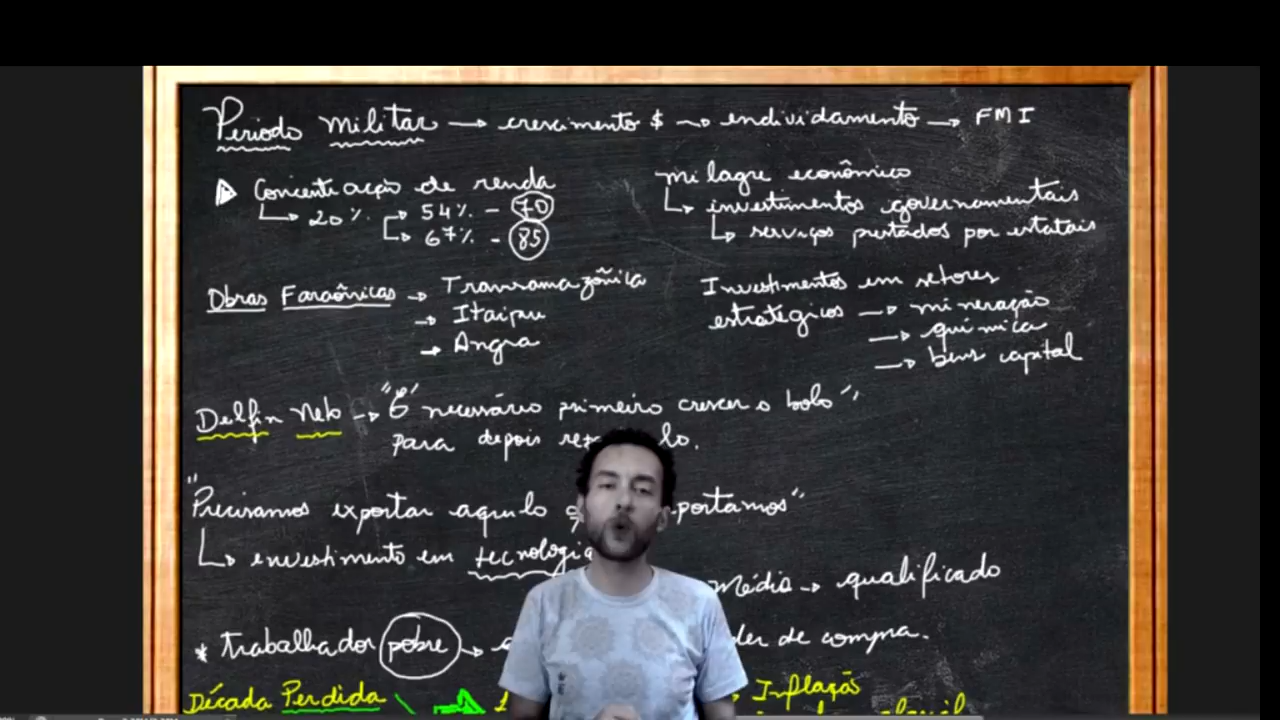 Período Militar → crescimento $ → endividamento → FMI
Concentração de renda
↳ 20% → 54% - 70
↳ 67% - 85
Milagre econômico
↳ investimentos governamentais
↳ serviços prestados por estatais
Obras Faraônicas → Transamazônica
→ Itaipu
→ Angra
Investimentos em setores
estratégicos → mineração
→ química
→ bens capital
Delfin Neto → "É necessário primeiro crescer o bolo"
para depois
"Precisamos exportar aquilo
↳ investimento em tecnologia
média → qualificado
* trabalhador pobre →
de compra.
Década Perdida
→ Inflação